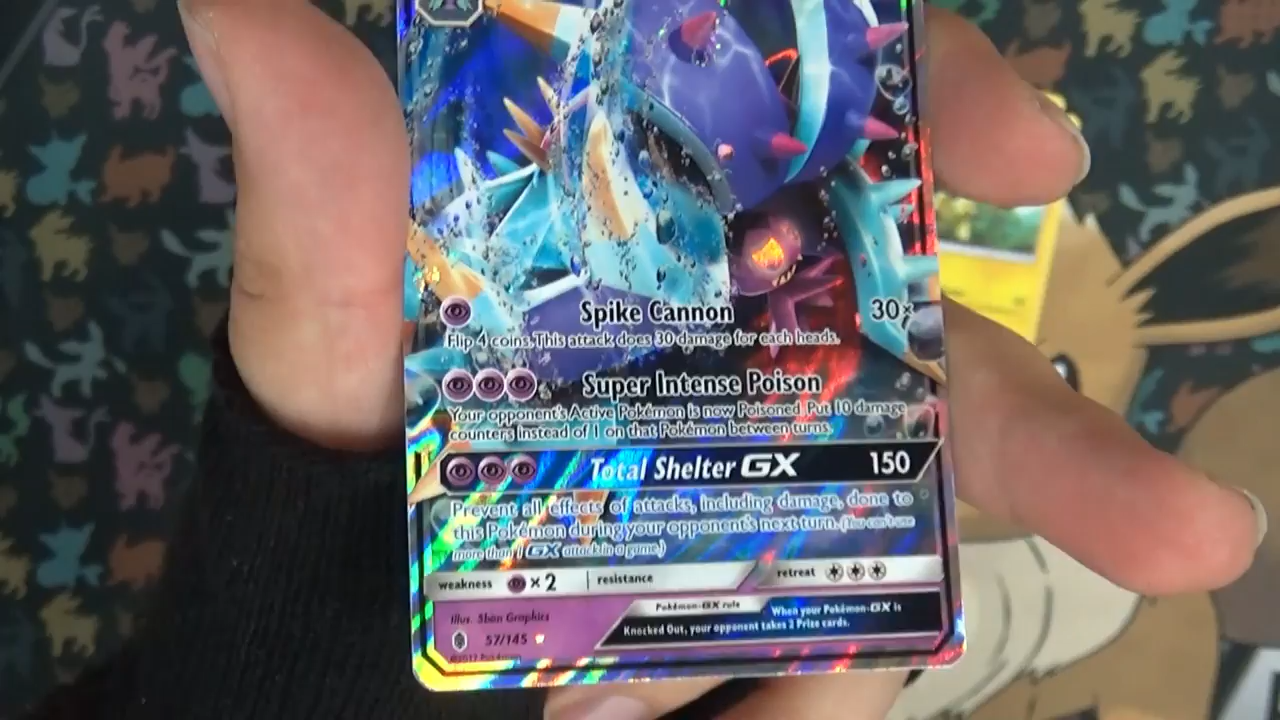 Spike Cannon 30×
Flip 4 coins. This attack does 30 damage for each heads.
Super Intense Poison
Your opponent's Active Pokémon is now Poisoned. Put 10 damage
counters instead of 1 on that Pokémon between turns.
Total Shelter GX 150
Prevent all effects of attacks, including damage, done to
this Pokémon during your opponent's next turn. (You can't use
more than 1 GX attack in a game.)
weakness ×2 resistance retreat
Illus. 5ban Graphics
Pokémon-GX rule When your Pokémon-GX is
Knocked Out, your opponent takes 2 Prize cards.
57/145
©2017 Pokémon